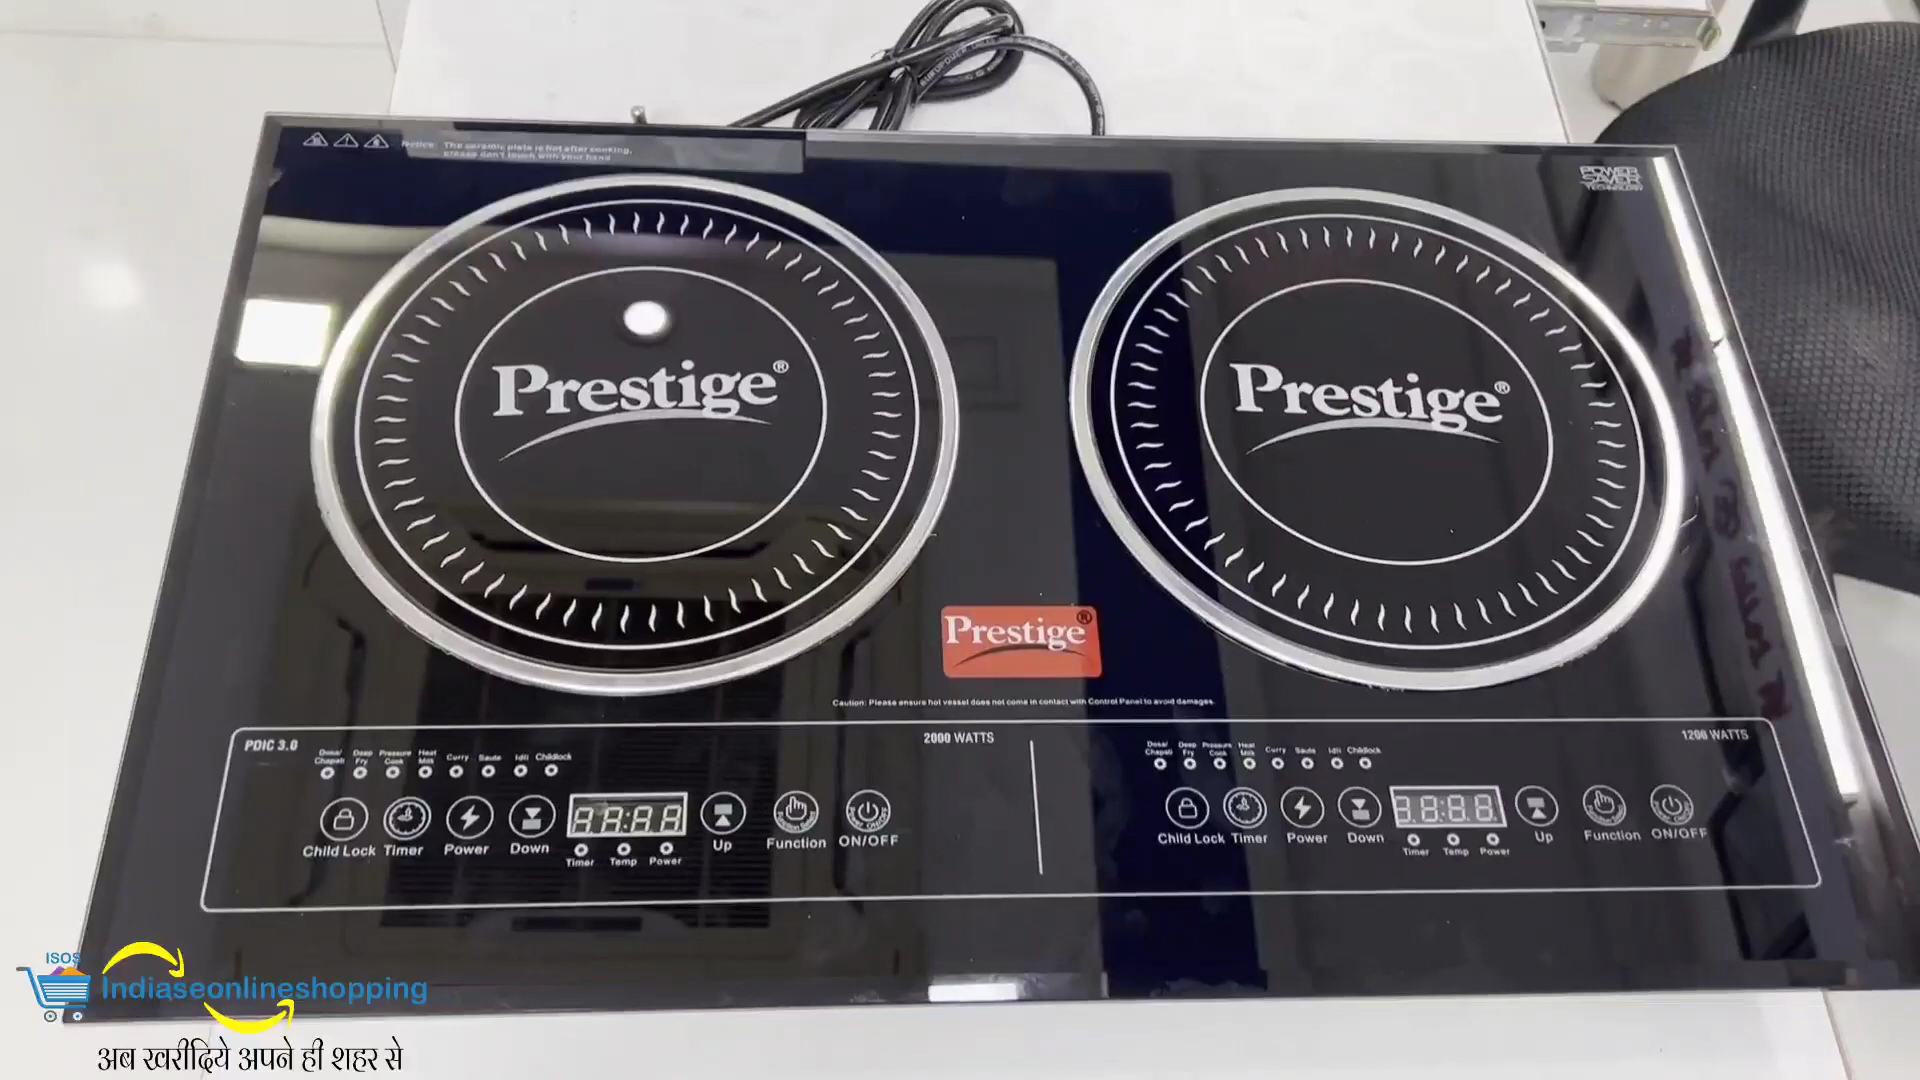 Notice: The ceramic plate is hot after cooking,
please don't touch with your hand
POWER
SAVER
TECHNOLOGY
Prestige®
Prestige®
Prestige®
Caution: Please ensure hot vessel does not come in contact with Control Panel to avoid damages.
PDIC 3.0
2000 WATTS
1200 WATTS
Dosa/ Chapati Deep Fry Pressure Cook Heat Milk Curry Saute Idli Childlock
Child Lock Timer Power Down Up Function ON/OFF
Timer Temp Power
Dosa/ Chapati Deep Fry Pressure Cook Heat Milk Curry Saute Idli Childlock
Child Lock Timer Power Down Up Function ON/OFF
Timer Temp Power
ISOS
Indiaseonlineshopping
अब खरीदिये अपने ही शहर से